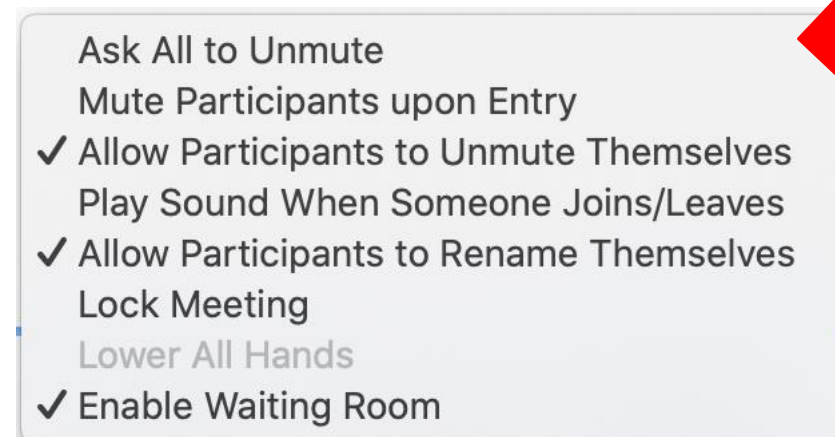 Ask All to Unmute
Mute Participants upon Entry
✓ Allow Participants to Unmute Themselves
Play Sound When Someone Joins/Leaves
✓ Allow Participants to Rename Themselves
Lock Meeting
Lower All Hands
✓ Enable Waiting Room